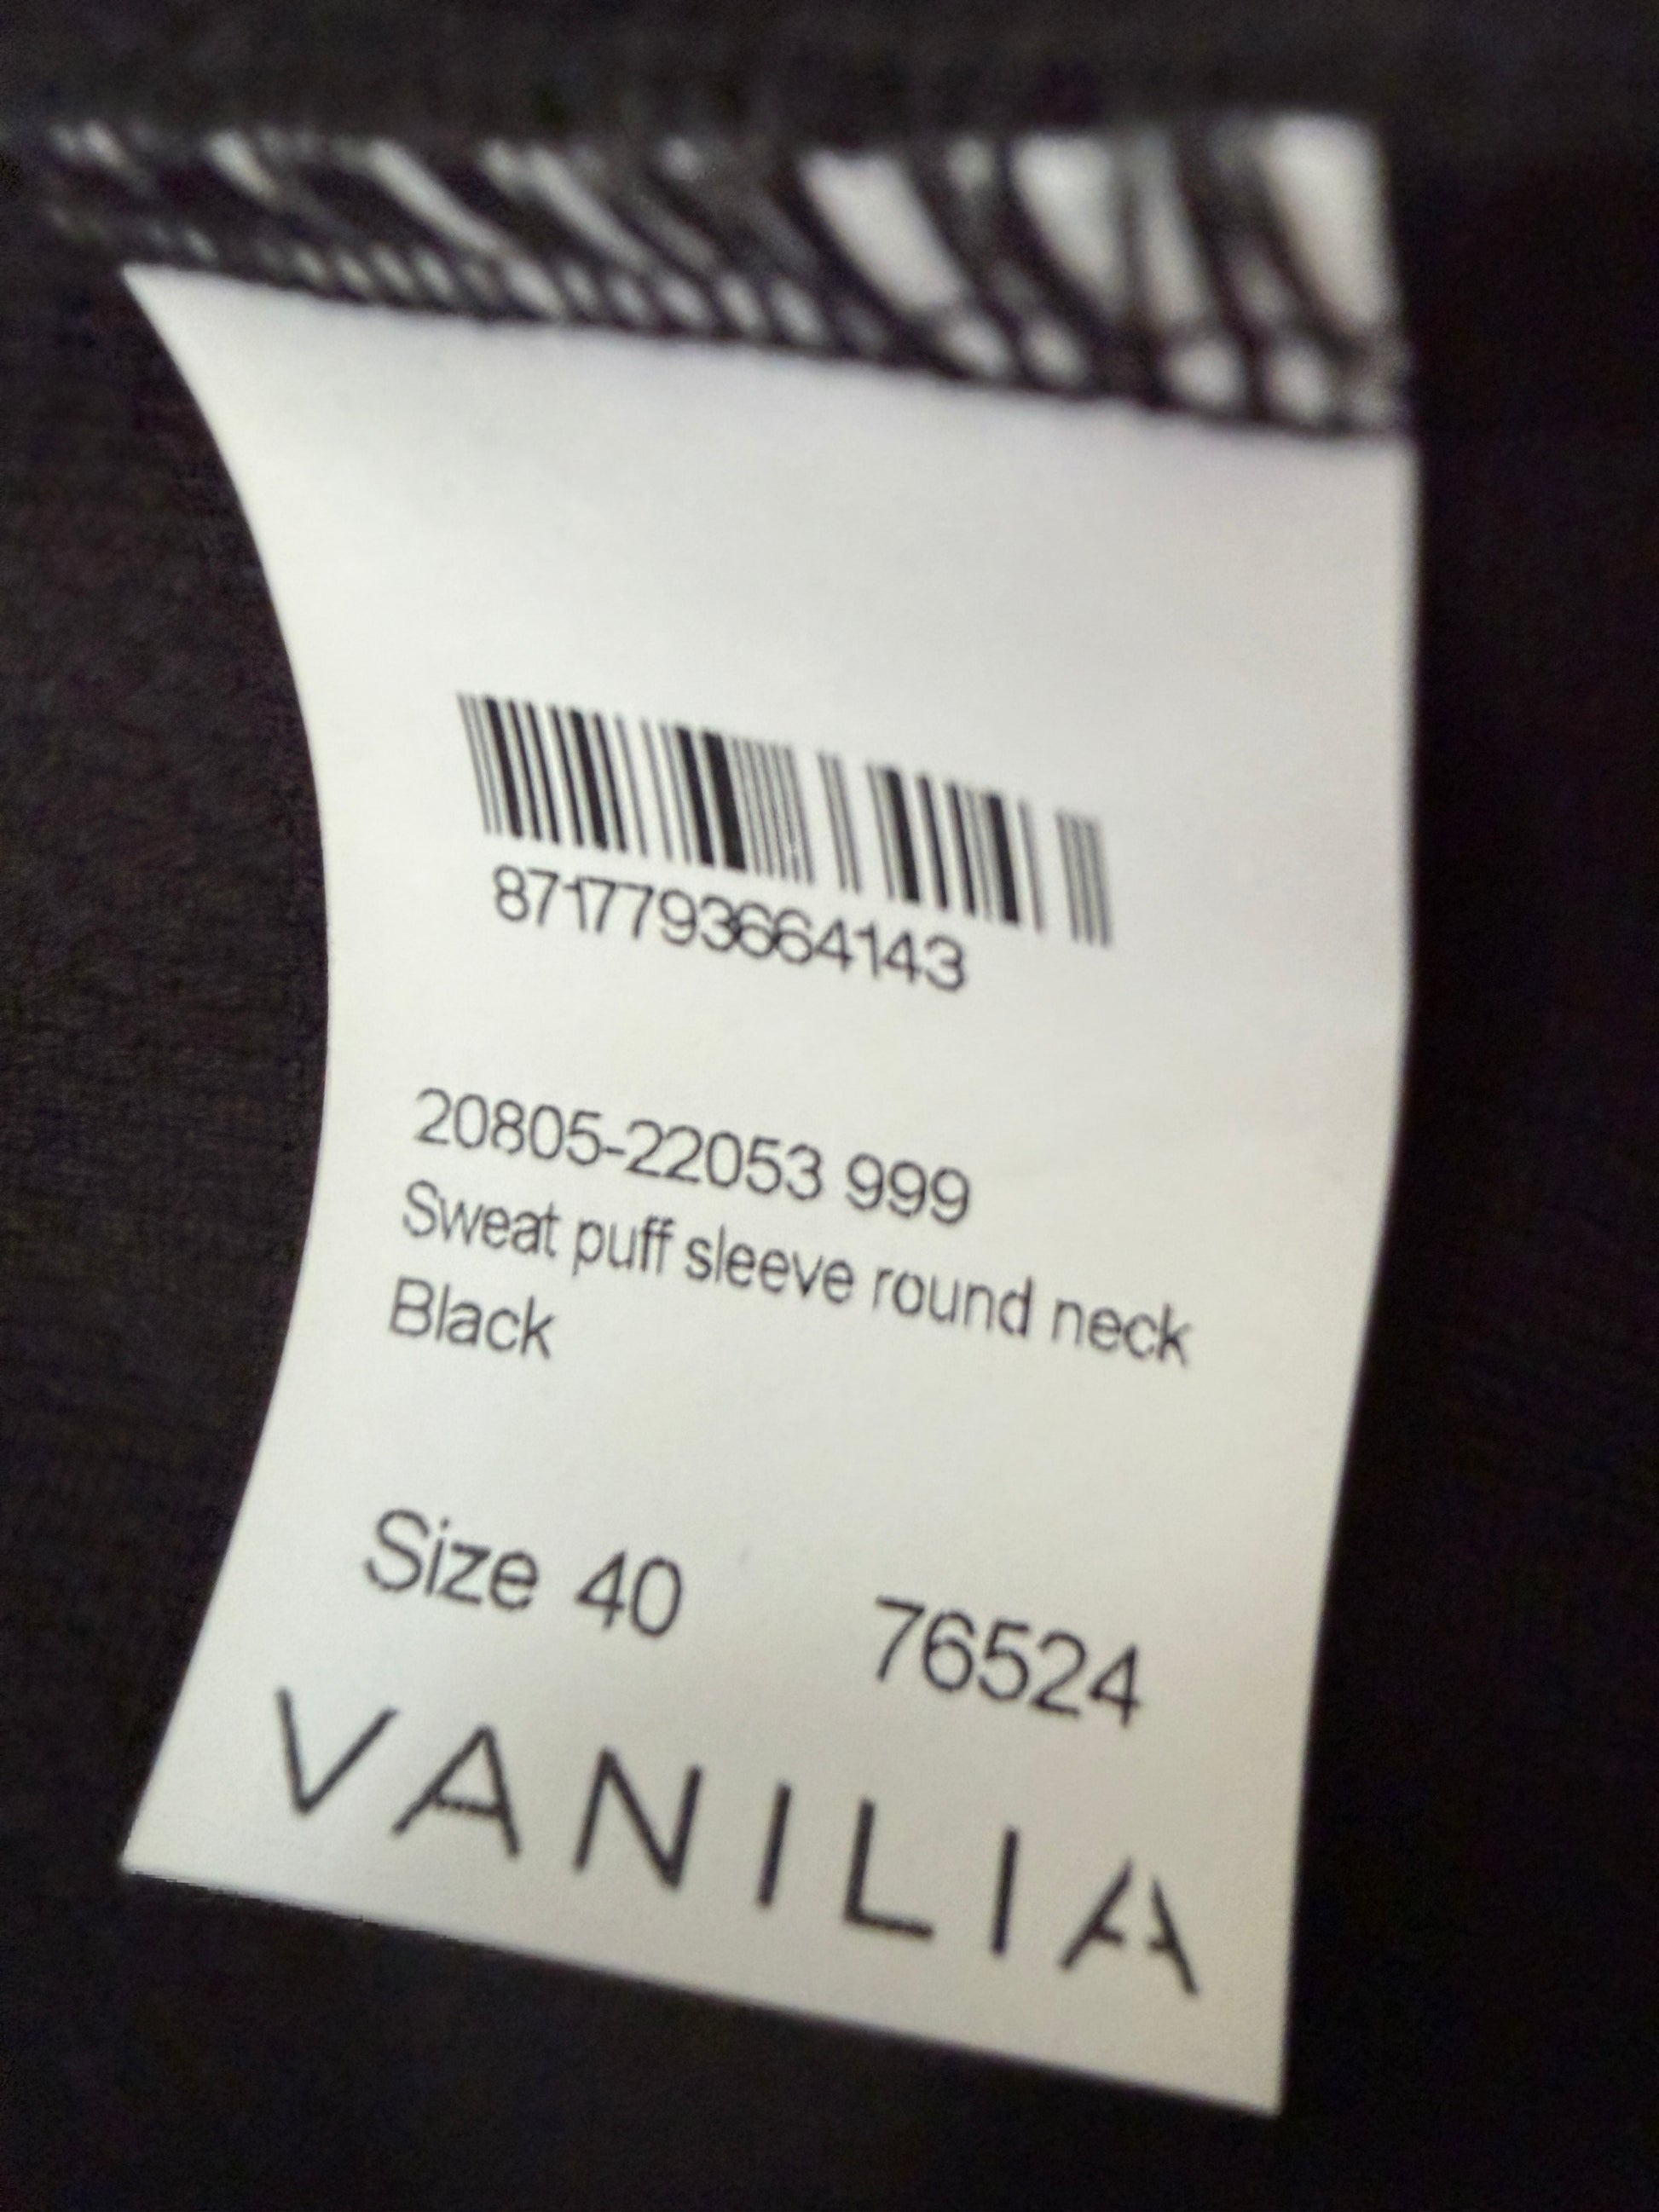 8717793664143
20805-22053 999
Sweat puff sleeve round neck
Black
Size 40 76524
VANILIA